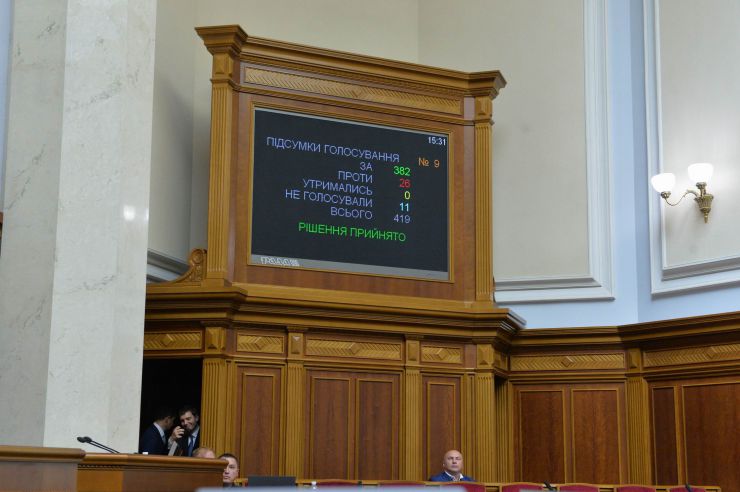 15:31
ПІДСУМКИ ГОЛОСУВАННЯ № 9
ЗА 382
ПРОТИ 26
УТРИМАЛИСЬ 0
НЕ ГОЛОСУВАЛИ 11
ВСЬОГО 419
РІШЕННЯ ПРИЙНЯТО